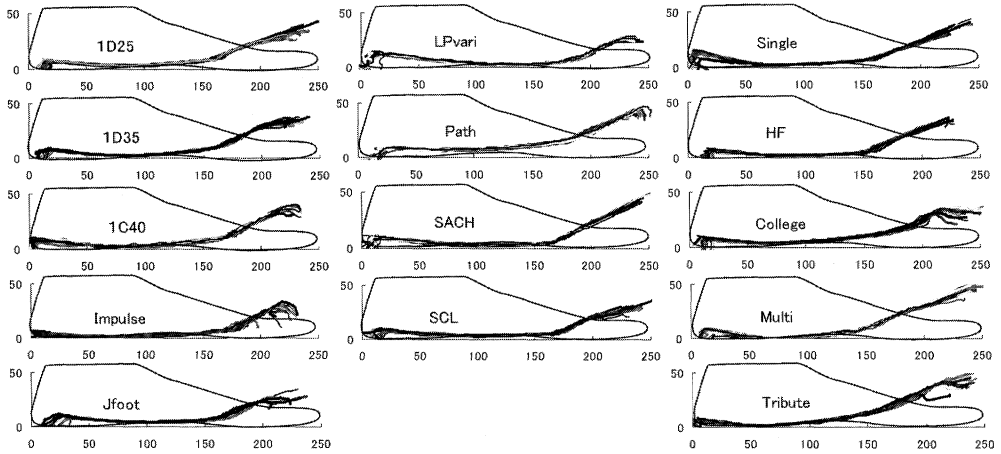 50 50 50
1D25 LPvari Single
0 0 0
0 50 100 150 200 250 0 50 100 150 200 250 0 50 100 150 200 250
50 50 50
1D35 Path HF
0 0 0
0 50 100 150 200 250 0 50 100 150 200 250 0 50 100 150 200 250
50 50 50
1C40 SACH College
0 0 0
0 50 100 150 200 250 0 50 100 150 200 250 0 50 100 150 200 250
50 50 50
Impulse SCL Multi
0 0 0
0 50 100 150 200 250 0 50 100 150 200 250 0 50 100 150 200 250
50 50
Jfoot Tribute
0 0
0 50 100 150 200 250 0 50 100 150 200 250